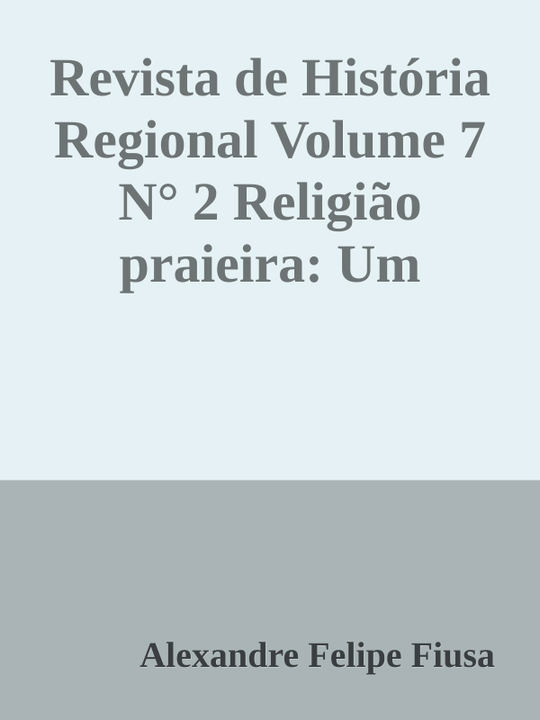 Revista de História
Regional Volume 7
N° 2 Religião
praieira: Um
Alexandre Felipe Fiusa